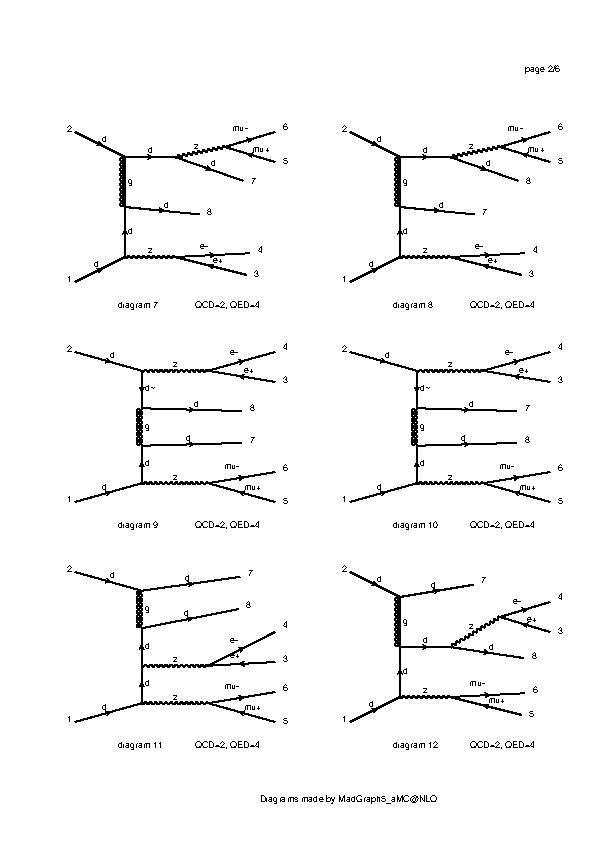 page 2/6
2 d d z mu- 6
mu+ 5
d 7
g
d 8
d
1 d z e- 4
e+ 3
diagram 7 QCD=2, QED=4
2 d d z mu- 6
mu+ 5
d 8
g
d 7
d
1 d z e- 4
e+ 3
diagram 8 QCD=2, QED=4
2 d z e- 4
e+ 3
d~
d 8
g
d 7
d
1 d z mu- 6
mu+ 5
diagram 9 QCD=2, QED=4
2 d z e- 4
e+ 3
d~
d 7
g
d 8
d
1 d z mu- 6
mu+ 5
diagram 10 QCD=2, QED=4
2 d d 7
g
d 8
d e- 4
z e+ 3
d
1 d z mu- 6
mu+ 5
diagram 11 QCD=2, QED=4
2 d d 7
g
d z e- 4
e+ 3
d 8
d
1 d z mu- 6
mu+ 5
diagram 12 QCD=2, QED=4
Diagrams made by MadGraph5_aMC@NLO